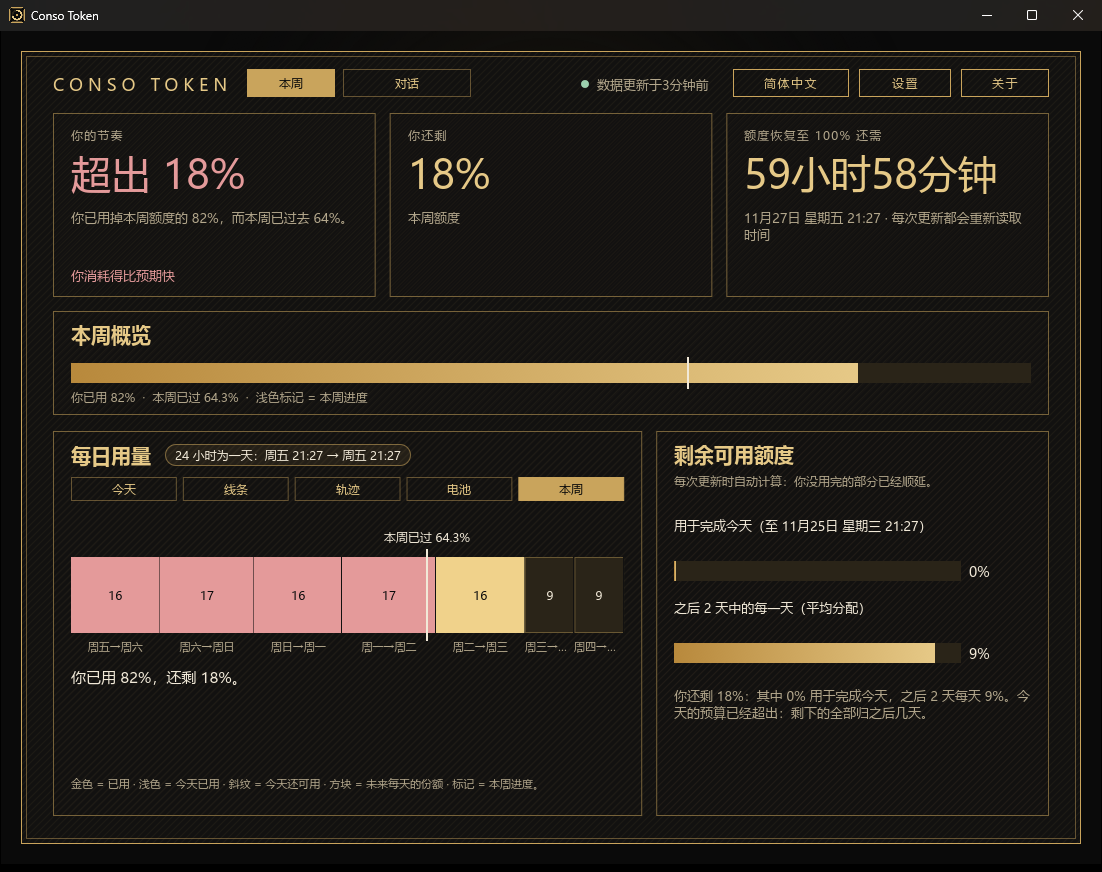 Conso Token
CONSO TOKEN
本周
对话
数据更新于3分钟前
简体中文
设置
关于
你的节奏
超出 18%
你已用掉本周额度的 82%，而本周已过去 64%。
你消耗得比预期快
你还剩
18%
本周额度
额度恢复至 100% 还需
59小时58分钟
11月27日 星期五 21:27 · 每次更新都会重新读取
时间
本周概览
你已用 82% · 本周已过 64.3% · 浅色标记 = 本周进度
每日用量
24 小时为一天：周五 21:27 → 周五 21:27
今天
线条
轨迹
电池
本周
本周已过 64.3%
16
17
16
17
16
9
9
周五→周六
周六→周日
周日→周一
周一→周二
周二→周三
周三→...
周四→...
你已用 82%，还剩 18%。
金色 = 已用 · 浅色 = 今天已用 · 斜纹 = 今天还可用 · 方块 = 未来每天的份额 · 标记 = 本周进度。
剩余可用额度
每次更新时自动计算：你没用完的部分已经顺延。
用于完成今天（至 11月25日 星期三 21:27）
0%
之后 2 天中的每一天（平均分配）
9%
你还剩 18%：其中 0% 用于完成今天，之后 2 天每天 9%。今
天的预算已经超出：剩下的全部归之后几天。